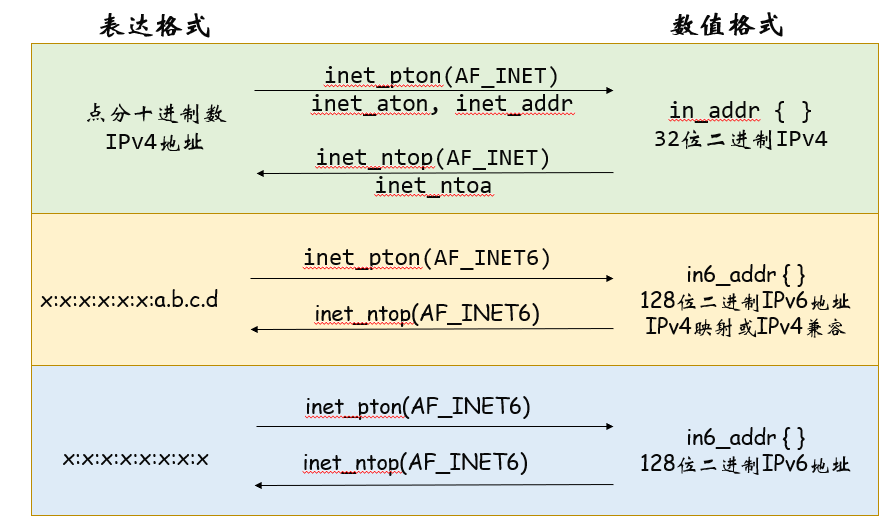 表达格式
数值格式
点分十进制数
IPv4地址
inet_pton(AF_INET)
inet_aton, inet_addr
inet_ntop(AF_INET)
inet_ntoa
in_addr { }
32位二进制IPv4
x:x:x:x:x:x:a.b.c.d
inet_pton(AF_INET6)
inet_ntop(AF_INET6)
in6_addr{}
128位二进制IPv6地址
IPv4映射或IPv4兼容
x:x:x:x:x:x:x:x
inet_pton(AF_INET6)
inet_ntop(AF_INET6)
in6_addr{}
128位二进制IPv6地址